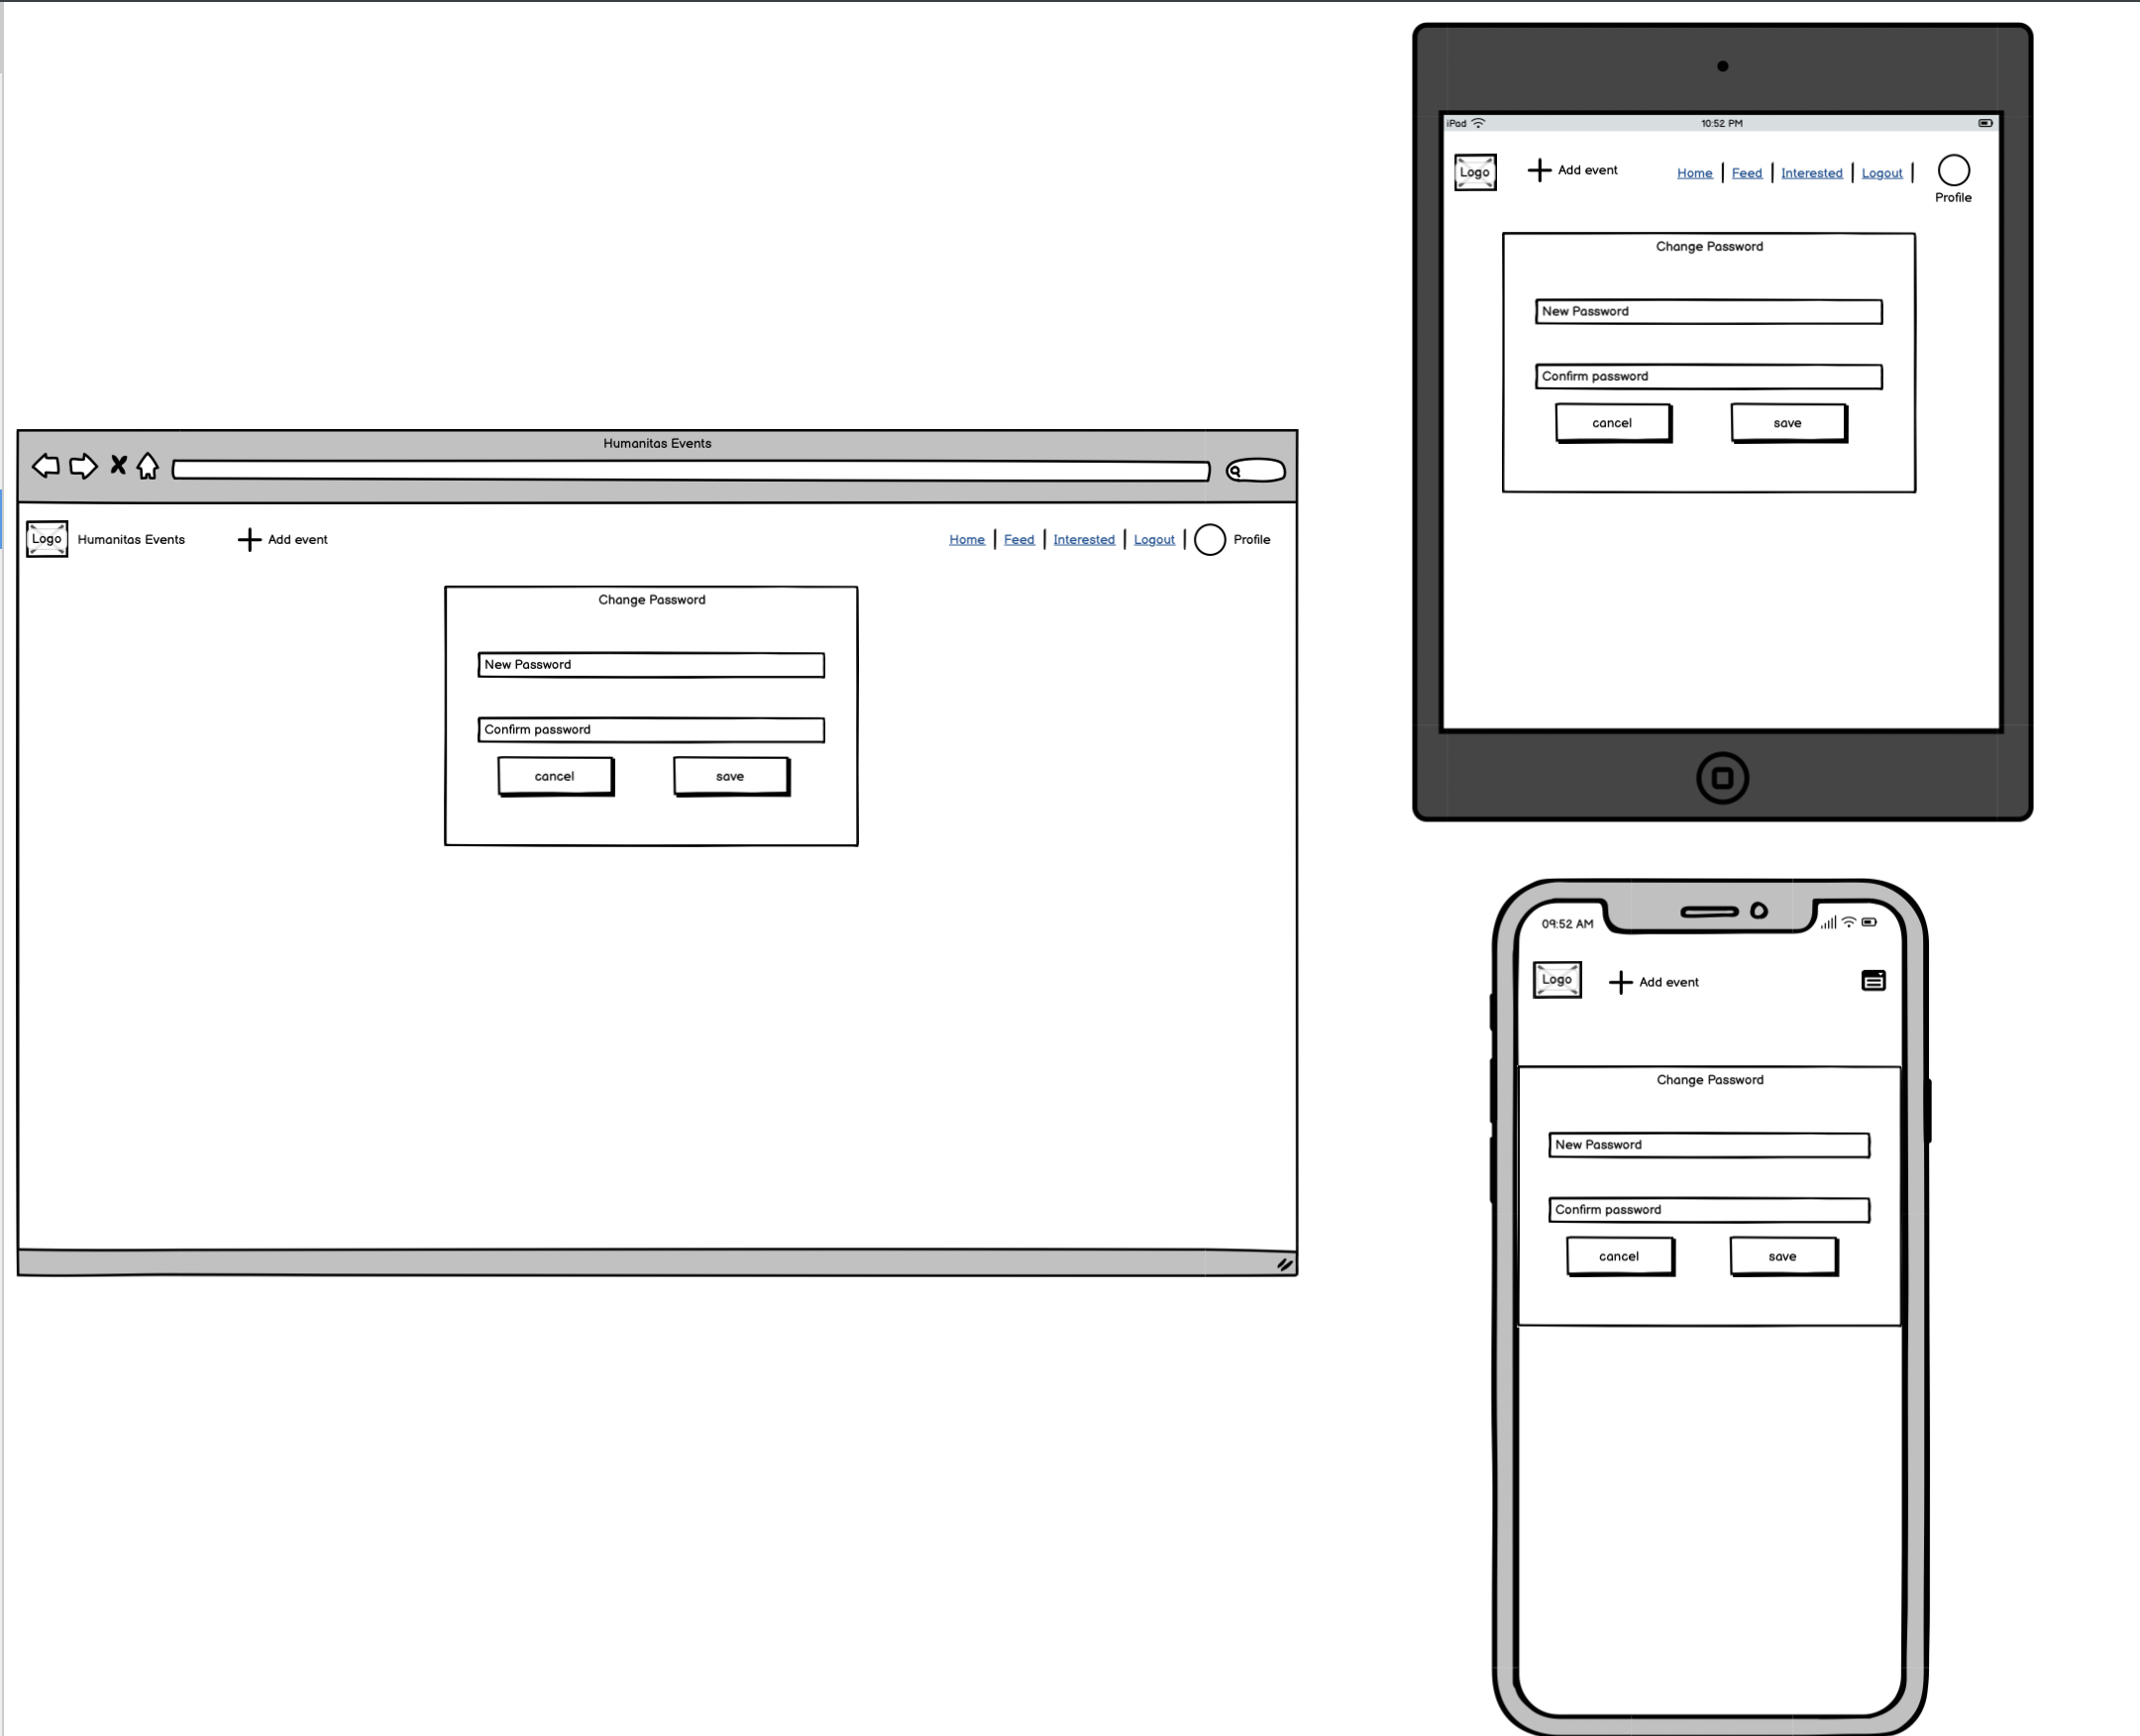 Humanitas Events
Logo Humanitas Events Add event Home Feed Interested Logout Profile
Change Password
New Password
Confirm password
cancel save
iPad 10:52 PM
Logo Add event Home Feed Interested Logout
Profile
Change Password
New Password
Confirm password
cancel save
09:52 AM
Logo Add event
Change Password
New Password
Confirm password
cancel save